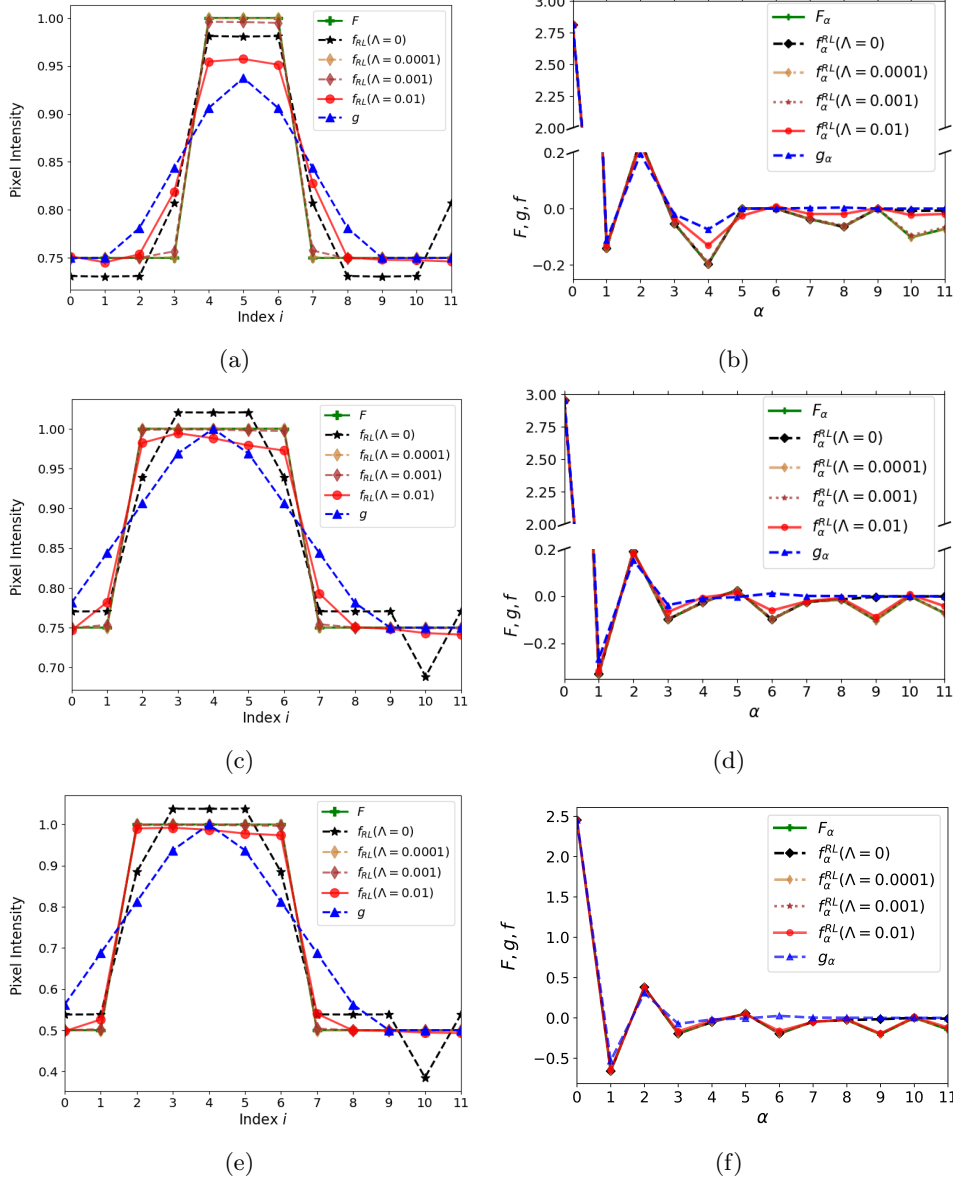 1.00
0.95
0.90
0.85
0.80
0.75
Pixel Intensity
F
f_RL(Λ = 0)
f_RL(Λ = 0.0001)
f_RL(Λ = 0.001)
f_RL(Λ = 0.01)
g
0 1 2 3 4 5 6 7 8 9 10 11
Index i
(a)
3.00
2.75
2.50
2.25
2.00
0.2
0.0
−0.2
F, g, f
F_α
f_α^RL(Λ = 0)
f_α^RL(Λ = 0.0001)
f_α^RL(Λ = 0.001)
f_α^RL(Λ = 0.01)
g_α
0 1 2 3 4 5 6 7 8 9 10 11
α
(b)
1.00
0.95
0.90
0.85
0.80
0.75
0.70
Pixel Intensity
F
f_RL(Λ = 0)
f_RL(Λ = 0.0001)
f_RL(Λ = 0.001)
f_RL(Λ = 0.01)
g
0 1 2 3 4 5 6 7 8 9 10 11
Index i
(c)
3.00
2.75
2.50
2.25
2.00
0.2
0.0
−0.2
F, g, f
F_α
f_α^RL(Λ = 0)
f_α^RL(Λ = 0.0001)
f_α^RL(Λ = 0.001)
f_α^RL(Λ = 0.01)
g_α
0 1 2 3 4 5 6 7 8 9 10 11
α
(d)
1.0
0.9
0.8
0.7
0.6
0.5
0.4
Pixel Intensity
F
f_RL(Λ = 0)
f_RL(Λ = 0.0001)
f_RL(Λ = 0.001)
f_RL(Λ = 0.01)
g
0 1 2 3 4 5 6 7 8 9 10 11
Index i
(e)
2.5
2.0
1.5
1.0
0.5
0.0
−0.5
F, g, f
F_α
f_α^RL(Λ = 0)
f_α^RL(Λ = 0.0001)
f_α^RL(Λ = 0.001)
f_α^RL(Λ = 0.01)
g_α
0 1 2 3 4 5 6 7 8 9 10 11
α
(f)